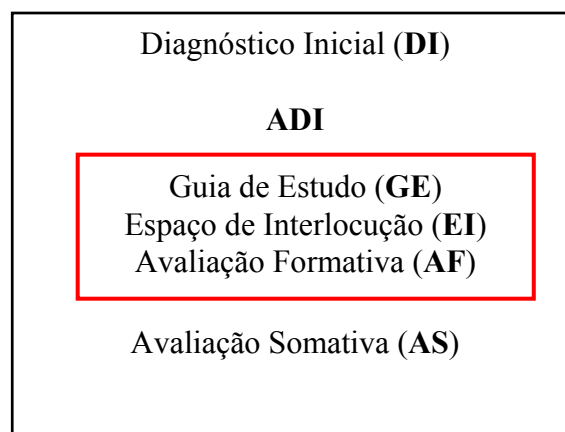 Diagnóstico Inicial (DI)
ADI
Guia de Estudo (GE)
Espaço de Interlocução (EI)
Avaliação Formativa (AF)
Avaliação Somativa (AS)